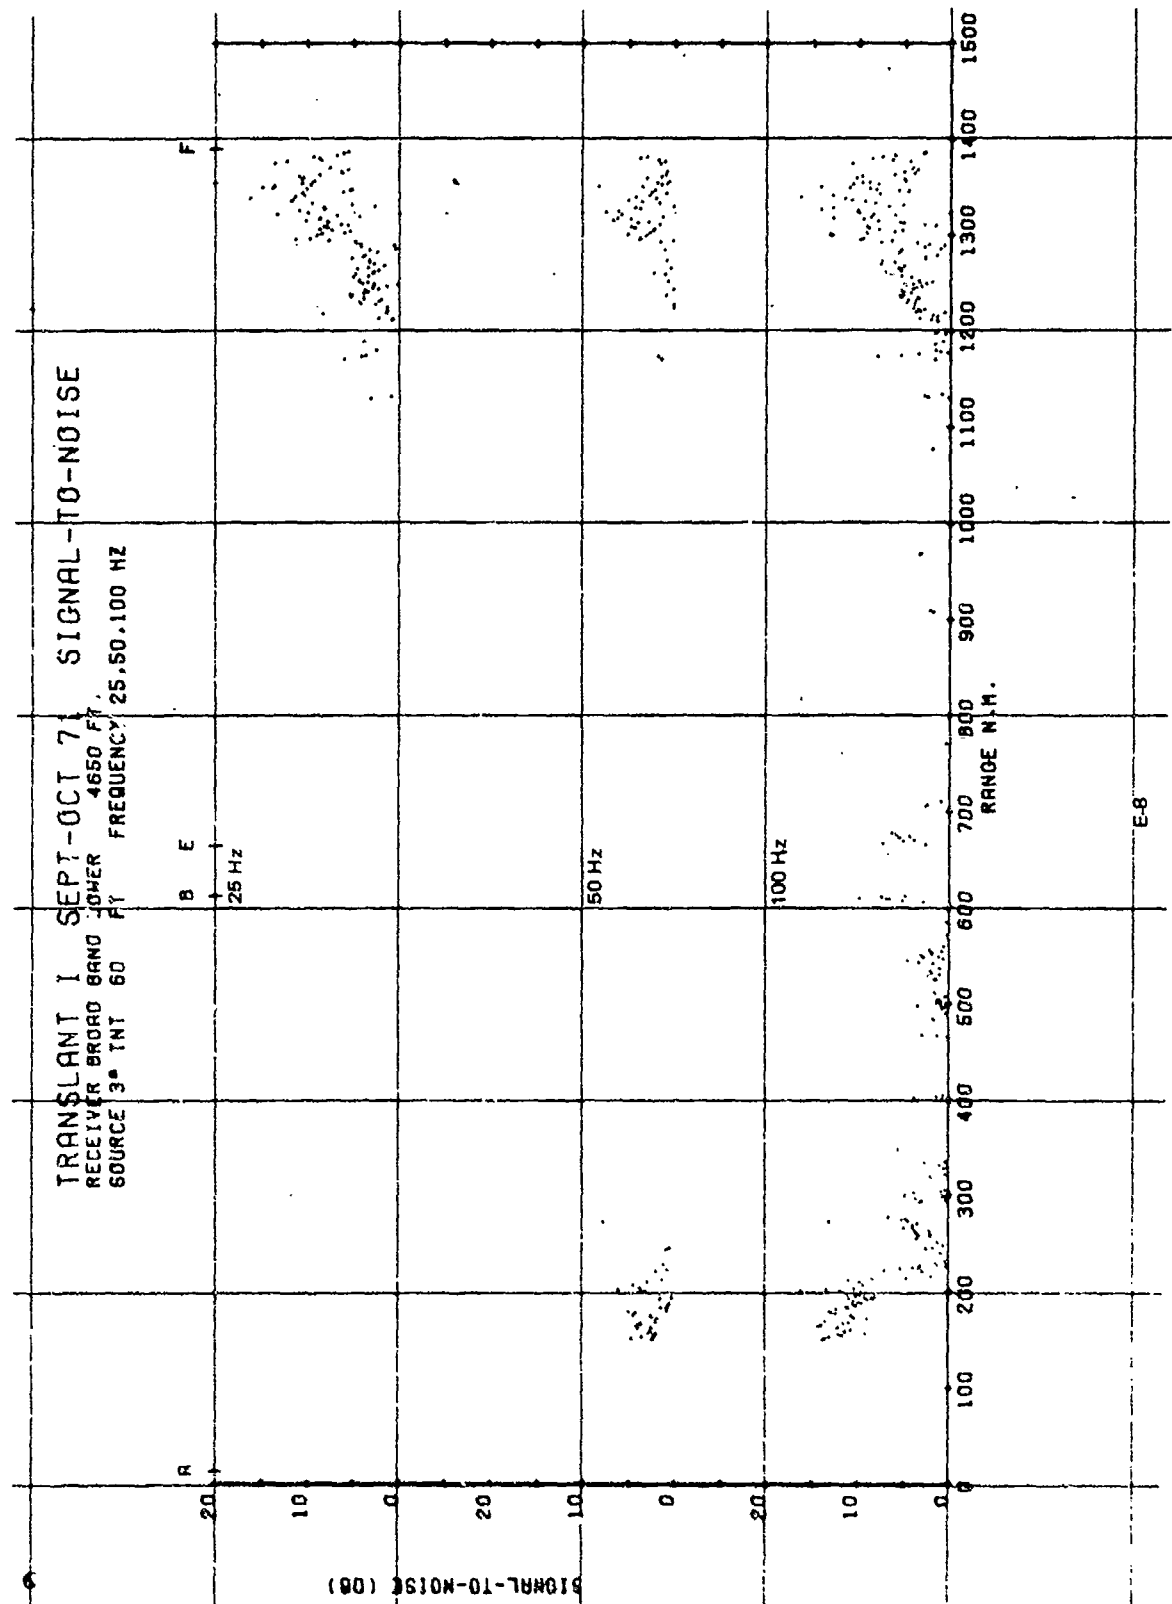 TRANSLANT I SEPT-OCT 71 SIGNAL-TO-NOISE
RECEIVER BROAD BAND LOWER 4650 FT.
SOURCE 3# TNT 60 FT FREQUENCY 25,50,100 HZ
A B E F
25 Hz
50 Hz
100 Hz
20
10
0
20
10
0
20
10
0
SIGNAL-TO-NOISE (DB)
0 100 200 300 400 500 600 700 800 900 1000 1100 1200 1300 1400 1500
RANGE N.M.
E-8